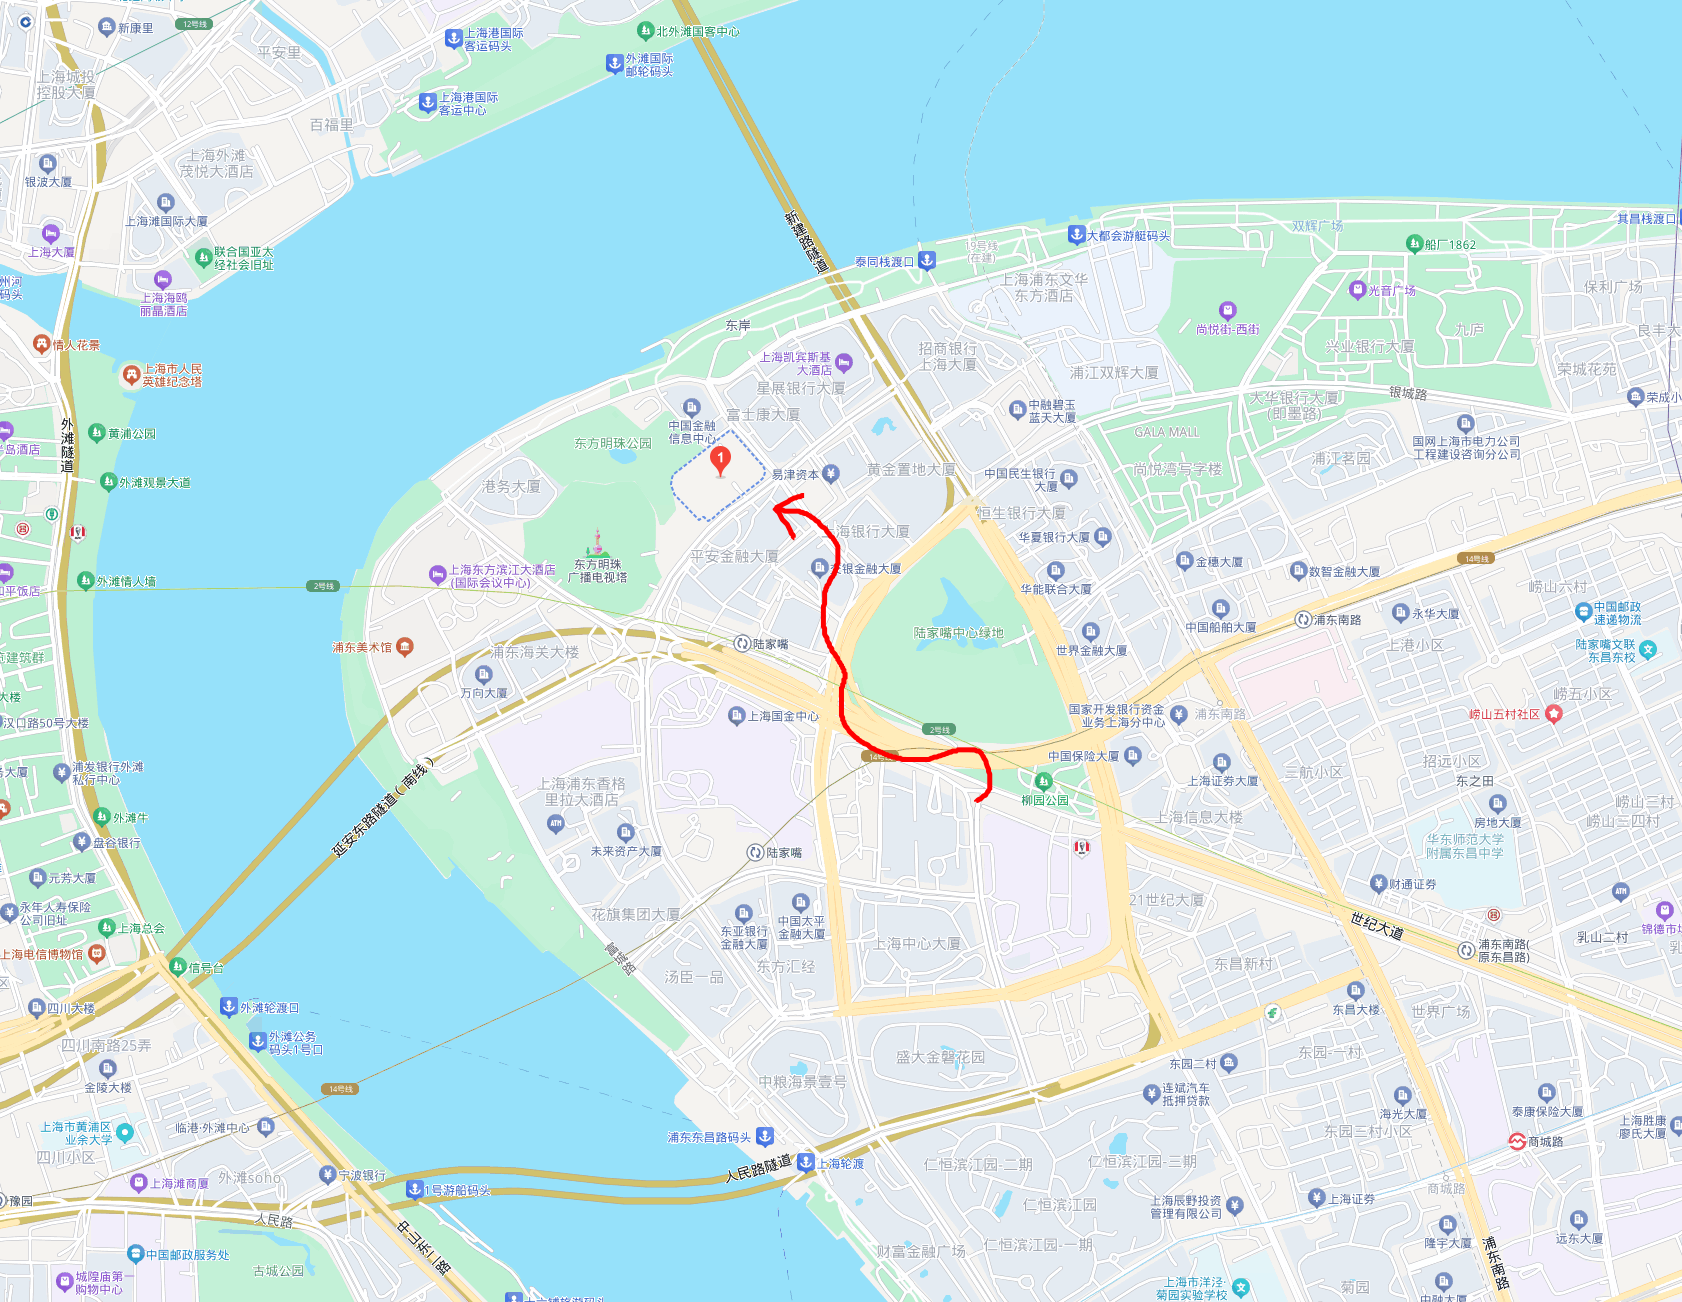 新康里
12号线
平安里
上海港国际
客运码头
北外滩国客中心
外滩国际
邮轮码头
上海城投
控股大厦
上海港国际
客运中心
百福里
上海外滩
茂悦大酒店
银波大厦
上海滩国际大厦
上海大厦
联合国亚太
经社会旧址
上海海鸥
丽晶酒店
州河
码头
新建路隧道
泰同栈渡口
19号线
(在建)
大都会游艇码头
双辉广场
其昌栈渡口
船厂1862
上海浦东文华
东方酒店
尚悦街-西街
光音广场
保利广场
九庐
兴业银行大厦
良丰大
荣成花苑
荣成小
情人花景
上海市人民
英雄纪念塔
东岸
上海凯宾斯基
大酒店
星展银行大厦
招商银行
上海大厦
浦江双辉大厦
中融碧玉
蓝天大厦
大华银行大厦
(即墨路)
银城路
GALA MALL
国网上海市电力公司
工程建设咨询分公司
外滩隧道
黄浦公园
岛酒店
外滩观景大道
东方明珠公园
中国金融
信息中心
富士康大厦
1
易津资本
黄金置地大厦
中国民生银行
大厦
尚悦湾写字楼
浦江茗园
港务大厦
恒生银行大厦
上海银行大厦
华夏银行大厦
平安金融大厦
东方明珠
广播电视塔
交银金融大厦
金穗大厦
数智金融大厦
14号线
华能联合大厦
崂山六村
外滩情人墙
和平饭店
2号线
上海东方滨江大酒店
(国际会议中心)
中国船舶大厦
浦东南路
永华大厦
中国邮政
速递物流
陆家嘴中心绿地
世界金融大厦
上港小区
陆家嘴文联
东昌东校
浦东美术馆
浦东海关大楼
陆家嘴
万向大厦
建筑群
大楼
汉口路50号大楼
上海国金中心
2号线
国家开发银行资金
业务上海分中心
浦东南路
崂五小区
崂山五村社区
14号线
中国保险大厦
浦发银行外滩
私行中心
大厦
延安东路隧道(南线)
上海浦东香格
里拉大酒店
柳园公园
上海证券大厦
三航小区
招远小区
东之田
崂山三村
崂山三四村
外滩牛
盘谷银行
未来资产大厦
陆家嘴
上海信息大楼
房地大厦
华东师范大学
附属东昌中学
元芳大厦
财通证券
永年人寿保险
公司旧址
上海总会
花旗集团大厦
东亚银行
金融大厦
中国太平
金融大厦
21世纪大厦
世纪大道
锦德市
乳山二村
上海电信博物馆
信号台
富城路
上海中心大厦
浦东南路(
原东昌路)
汤臣一品
东方汇经
东昌新村
四川大楼
外滩轮渡口
东昌大楼
世界广场
外滩公务
码头1号口
四川南路25弄
盛大金磐花园
东园一村
东园二村
金陵大楼
14号线
中粮海景壹号
连斌汽车
抵押贷款
海光大厦
泰康保险大厦
上海胜康
廖氏大厦
上海市黄浦区
业余大学
临港·外滩中心
浦东东昌路码头
东园三村小区
商城路
四川小区
人民路隧道
上海轮渡
仁恒滨江园-二期
仁恒滨江园-三期
上海滩商厦
外滩soho
宁波银行
1号游船码头
商城路
豫园
仁恒滨江园
上海辰野投资
管理有限公司
上海证券
人民路
中山东二路
中国邮政服务处
财富金融广场
仁恒滨江园-一期
隆宇大厦
浦东南路
远东大厦
城隍庙第一
购物中心
古城公园
上海市洋泾·
菊园实验学校
菊园